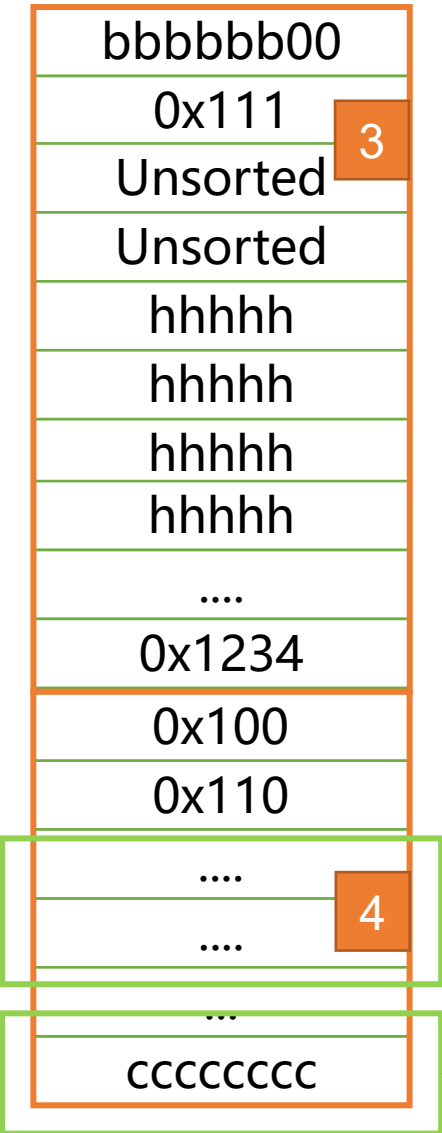 bbbbbb00
0x111
3
Unsorted
Unsorted
hhhhh
hhhhh
hhhhh
hhhhh
....
0x1234
0x100
0x110
....
4
....
...
cccccccc